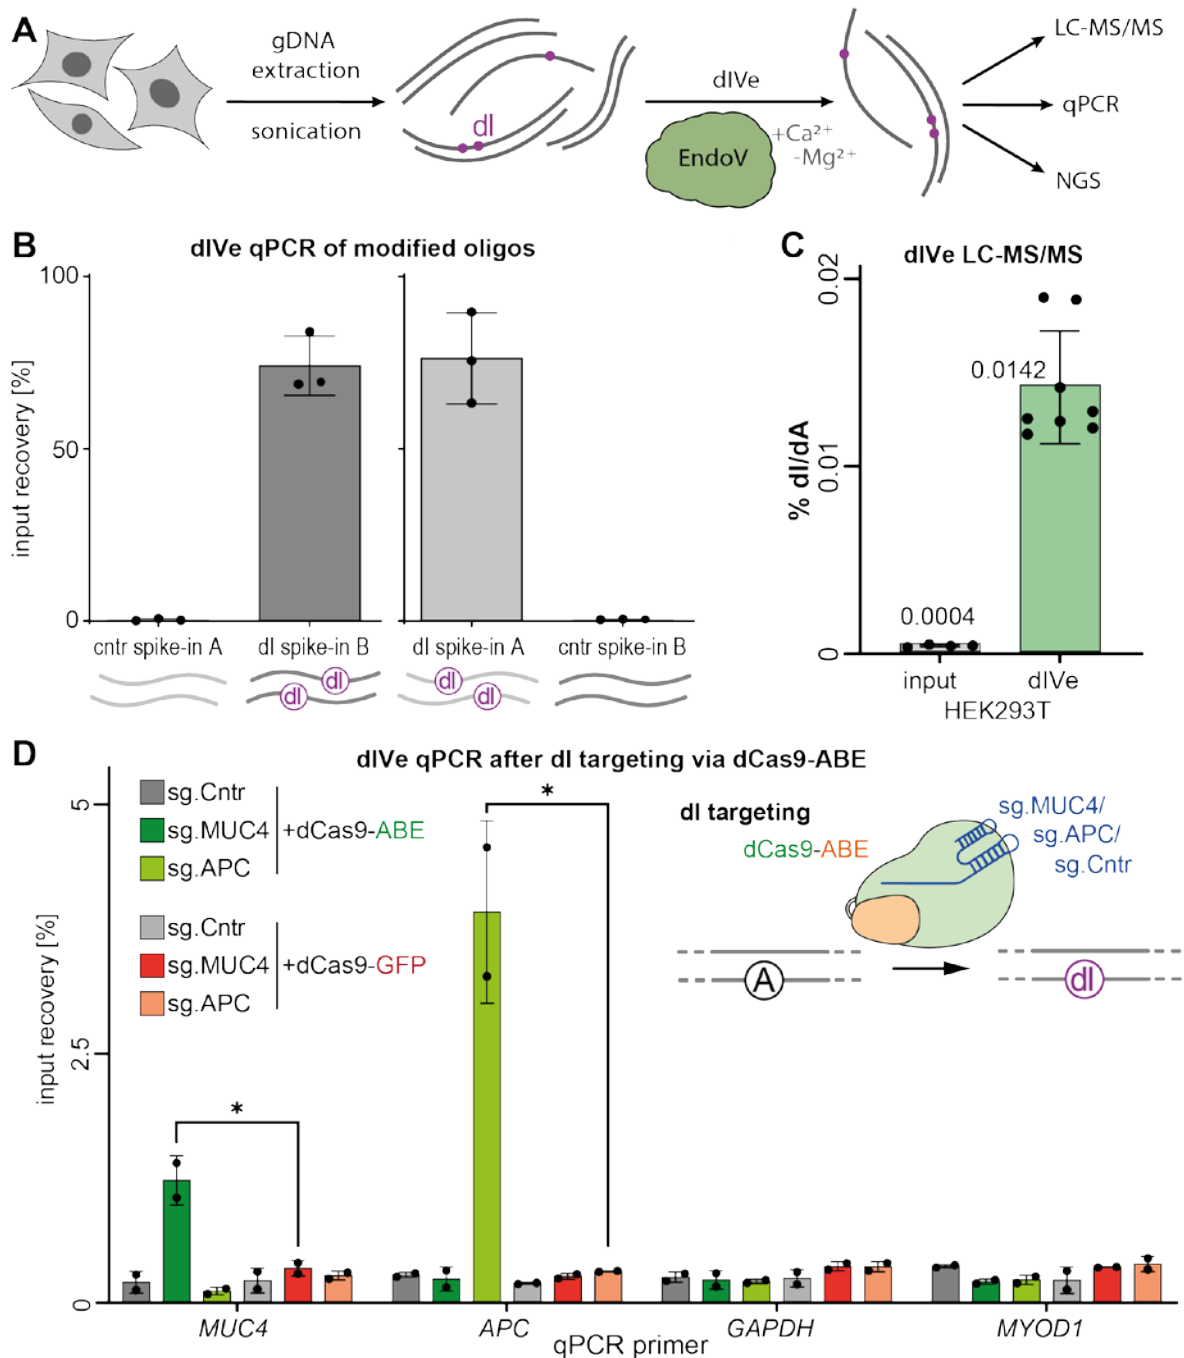 A
gDNA
extraction
sonication
dI
dIVe
EndoV
+Ca²⁺
-Mg²⁺
LC-MS/MS
qPCR
NGS
B
dIVe qPCR of modified oligos
input recovery [%]
100
50
0
cntr spike-in A
dI spike-in B
dI spike-in A
cntr spike-in B
dI
dI
dI
dI
C
dIVe LC-MS/MS
% dI/dA
0.02
0.01
0
0.0142
0.0004
input
dIVe
HEK293T
D
dIVe qPCR after dI targeting via dCas9-ABE
input recovery [%]
5
2.5
0
sg.Cntr
sg.MUC4
sg.APC
+dCas9-ABE
sg.Cntr
sg.MUC4
sg.APC
+dCas9-GFP
*
*
dI targeting
dCas9-ABE
sg.MUC4/
sg.APC/
sg.Cntr
A
dI
MUC4
APC
GAPDH
MYOD1
qPCR primer